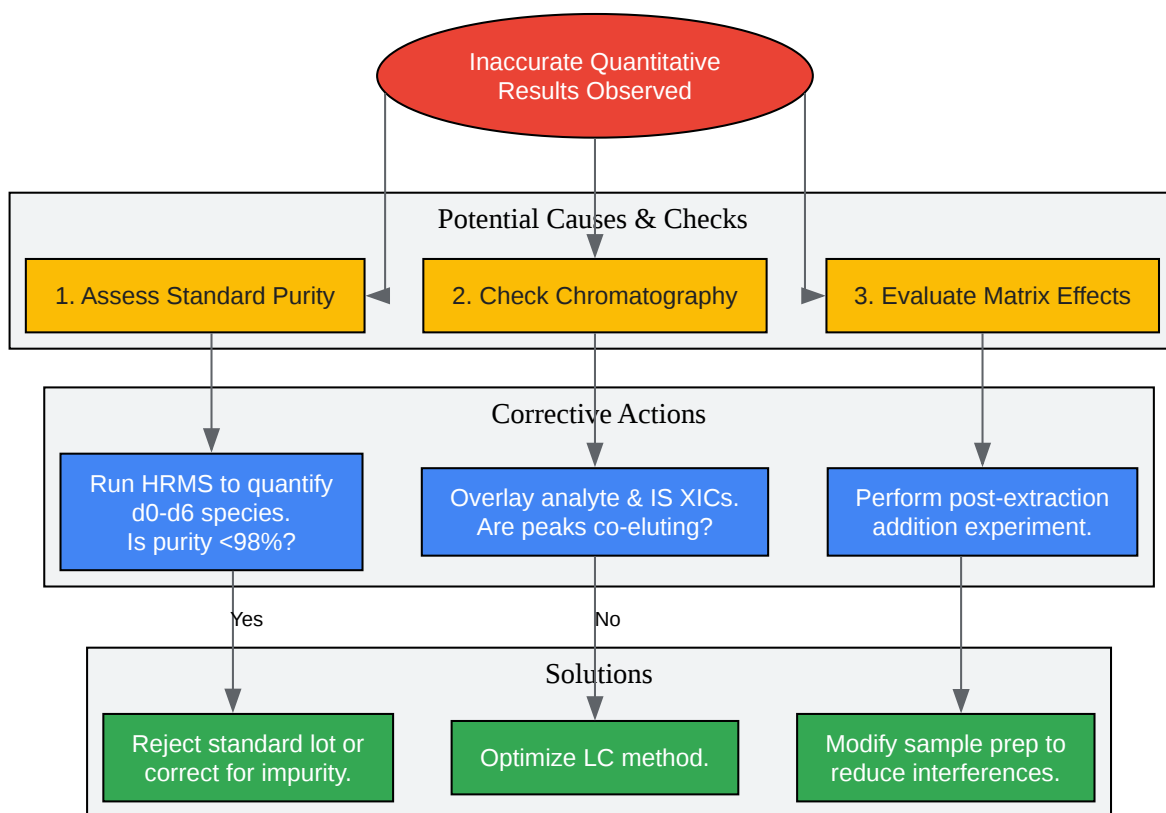 Inaccurate Quantitative
Results Observed
Potential Causes & Checks
1. Assess Standard Purity
2. Check Chromatography
3. Evaluate Matrix Effects
Corrective Actions
Run HRMS to quantify
d0-d6 species.
Is purity <98%?
Overlay analyte & IS XICs.
Are peaks co-eluting?
Perform post-extraction
addition experiment.
Yes
No
Solutions
Reject standard lot or
correct for impurity.
Optimize LC method.
Modify sample prep to
reduce interferences.